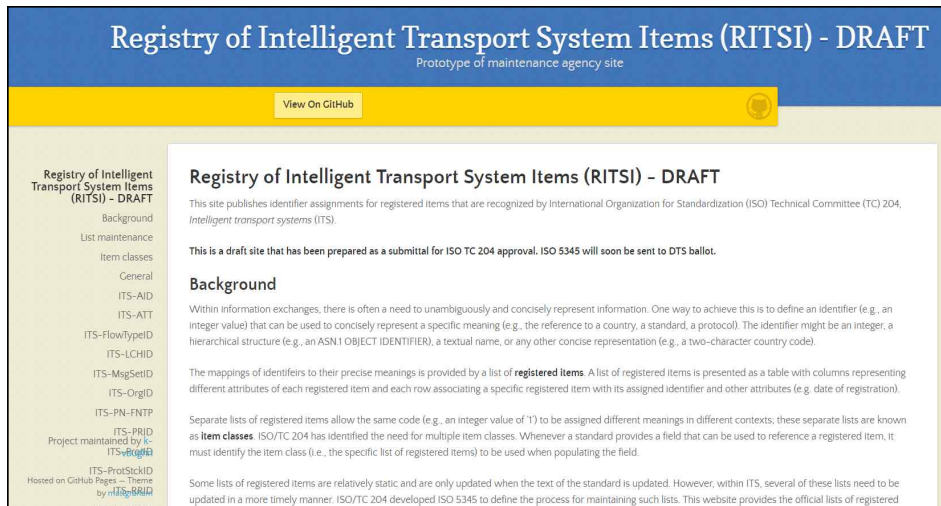 Registry of Intelligent Transport System Items (RITSI) - DRAFT
Prototype of maintenance agency site
View On GitHub
Registry of Intelligent
Transport System Items
(RITSI) - DRAFT
Background
List maintenance
Item classes
General
ITS-AID
ITS-ATT
ITS-FlowTypeID
ITS-LCHID
ITS-MsgSetID
ITS-OrgID
ITS-PN-FNTP
ITS-PRID
Project maintained by k-
ITS-ProtStckID
Hosted on GitHub Pages — Theme
by
Registry of Intelligent Transport System Items (RITSI) - DRAFT
This site publishes identifier assignments for registered items that are recognized by International Organization for Standardization (ISO) Technical Committee (TC) 204,
Intelligent transport systems (ITS).
This is a draft site that has been prepared as a submittal for ISO TC 204 approval. ISO 5345 will soon be sent to DTS ballot.
Background
Within information exchanges, there is often a need to unambiguously and concisely represent information. One way to achieve this is to define an identifier (e.g., an
integer value) that can be used to concisely represent a specific meaning (e.g., the reference to a country, a standard, a protocol). The identifier might be an integer, a
hierarchical structure (e.g., an ASN.1 OBJECT IDENTIFIER), a textual name, or any other concise representation (e.g., a two-character country code).
The mappings of identifeirs to their precise meanings is provided by a list of registered items. A list of registered items is presented as a table with columns representing
different attributes of each registered item and each row associating a specific registered item with its assigned identifier and other attributes (e.g. date of registration).
Separate lists of registered items allow the same code (e.g., an integer value of '1') to be assigned different meanings in different contexts; these separate lists are known
as item classes. ISO/TC 204 has identified the need for multiple item classes. Whenever a standard provides a field that can be used to reference a registered item, it
must identify the item class (i.e., the specific list of registered items) to be used when populating the field.
Some lists of registered items are relatively static and are only updated when the text of the standard is updated. However, within ITS, several of these lists need to be
updated in a more timely manner. ISO/TC 204 developed ISO 5345 to define the process for maintaining such lists. This website provides the official lists of registered